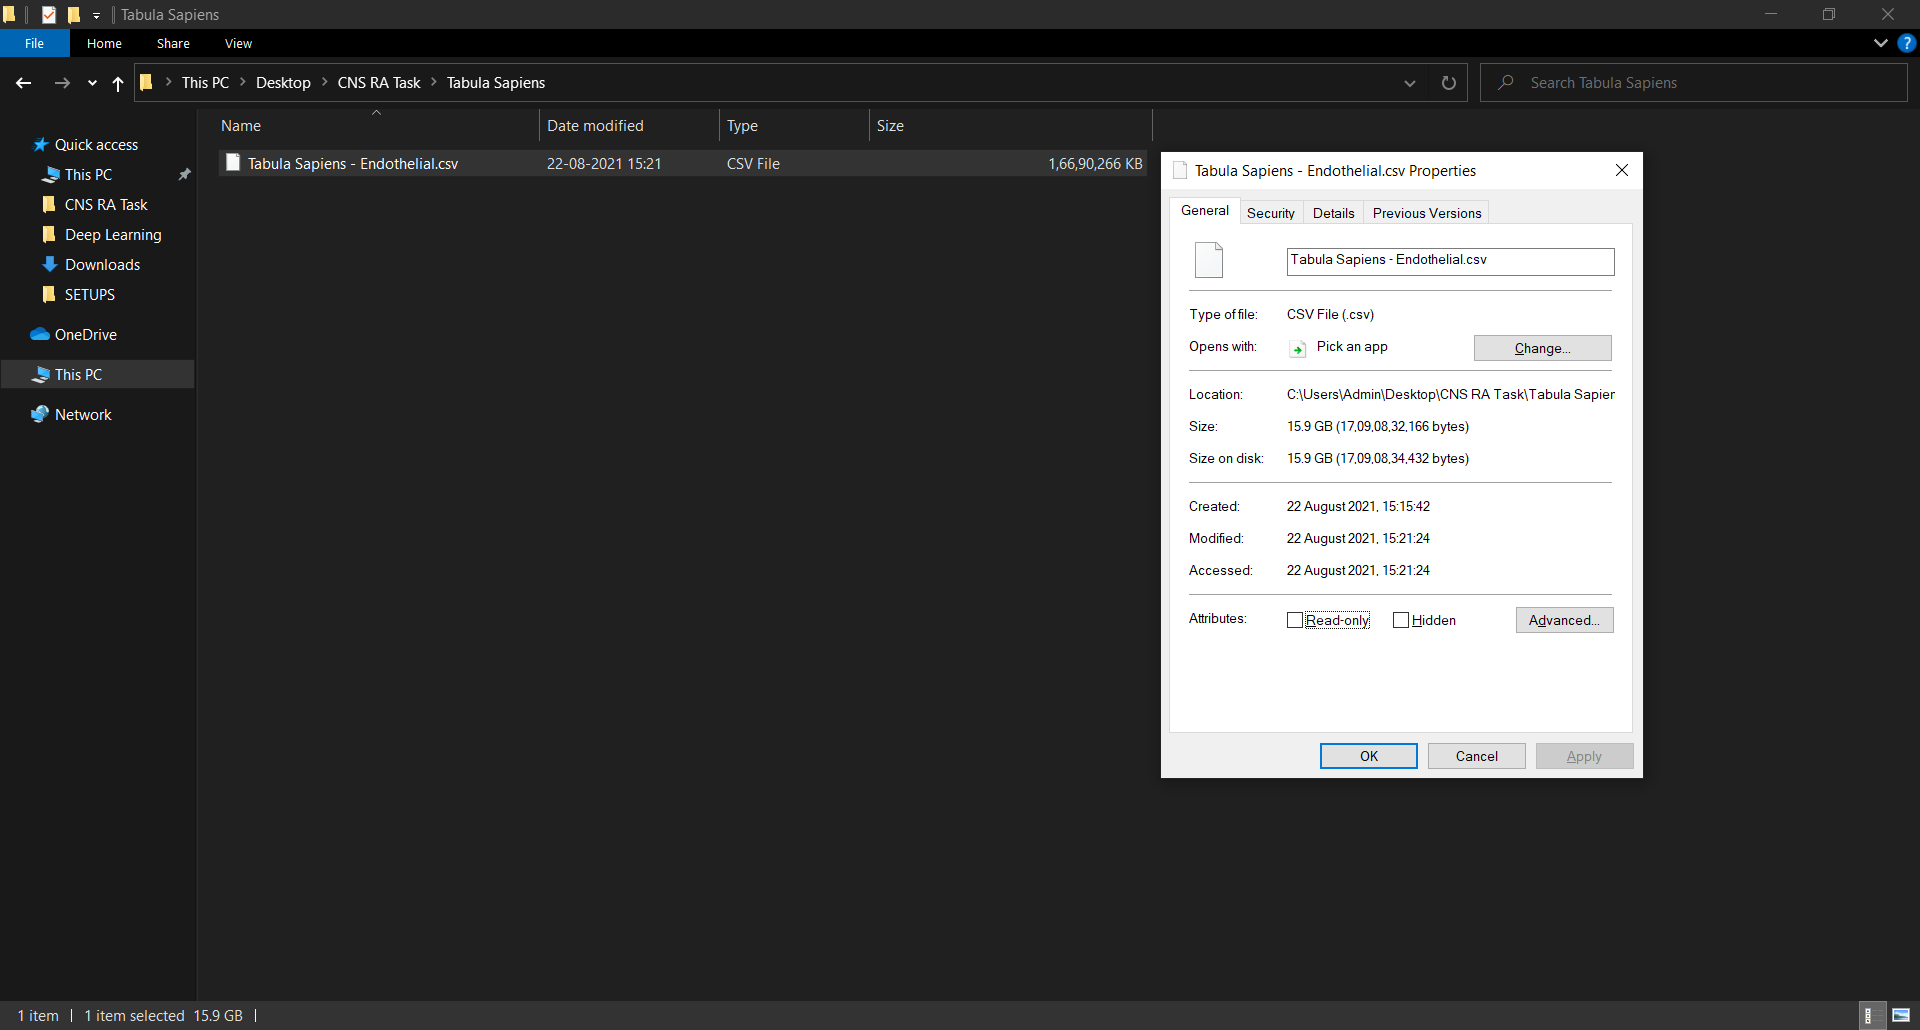 Tabula Sapiens
File Home Share View
This PC Desktop CNS RA Task Tabula Sapiens
Search Tabula Sapiens
Name Date modified Type Size
Tabula Sapiens - Endothelial.csv 22-08-2021 15:21 CSV File 1,66,90,266 KB
Quick access
This PC
CNS RA Task
Deep Learning
Downloads
SETUPS
OneDrive
This PC
Network
Tabula Sapiens - Endothelial.csv Properties
General Security Details Previous Versions
Tabula Sapiens - Endothelial.csv
Type of file: CSV File (.csv)
Opens with: Pick an app Change...
Location: C:\Users\Admin\Desktop\CNS RA Task\Tabula Sapien
Size: 15.9 GB (17,09,08,32,166 bytes)
Size on disk: 15.9 GB (17,09,08,34,432 bytes)
Created: 22 August 2021, 15:15:42
Modified: 22 August 2021, 15:21:24
Accessed: 22 August 2021, 15:21:24
Attributes: Read-only Hidden Advanced...
OK Cancel Apply
1 item 1 item selected 15.9 GB